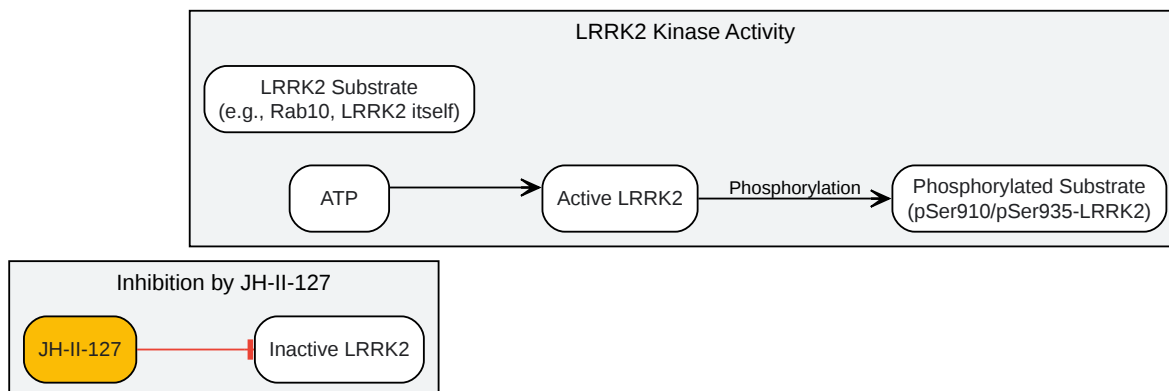 LRRK2 Kinase Activity
LRRK2 Substrate
(e.g., Rab10, LRRK2 itself)
ATP
Active LRRK2
Phosphorylation
Phosphorylated Substrate
(pSer910/pSer935-LRRK2)
Inhibition by JH-II-127
JH-II-127
Inactive LRRK2